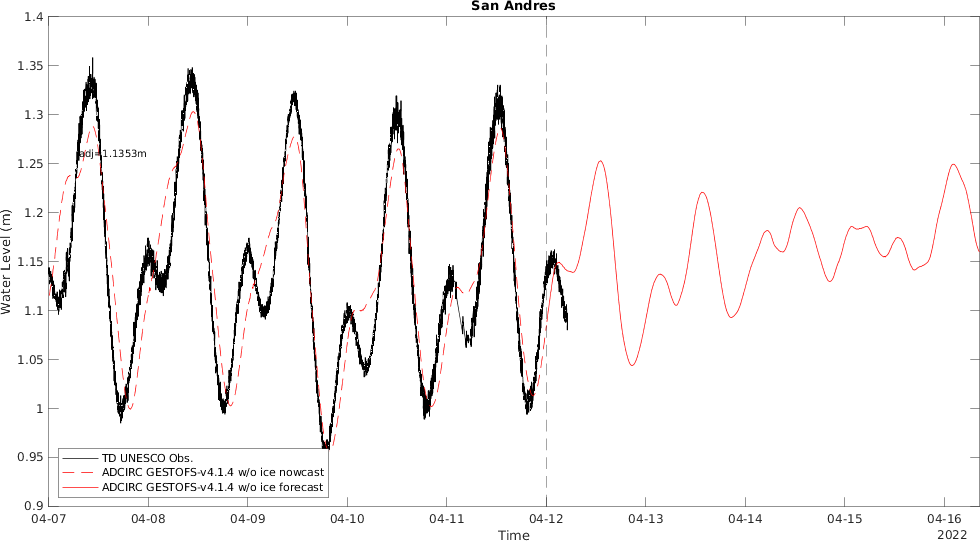 San Andres
Water Level (m)
1.4
1.35
1.3
1.25
1.2
1.15
1.1
1.05
1
0.95
0.9
adj=1.1353m
TD UNESCO Obs.
ADCIRC GESTOFS-v4.1.4 w/o ice nowcast
ADCIRC GESTOFS-v4.1.4 w/o ice forecast
04-07 04-08 04-09 04-10 04-11 04-12 04-13 04-14 04-15 04-16
Time
2022